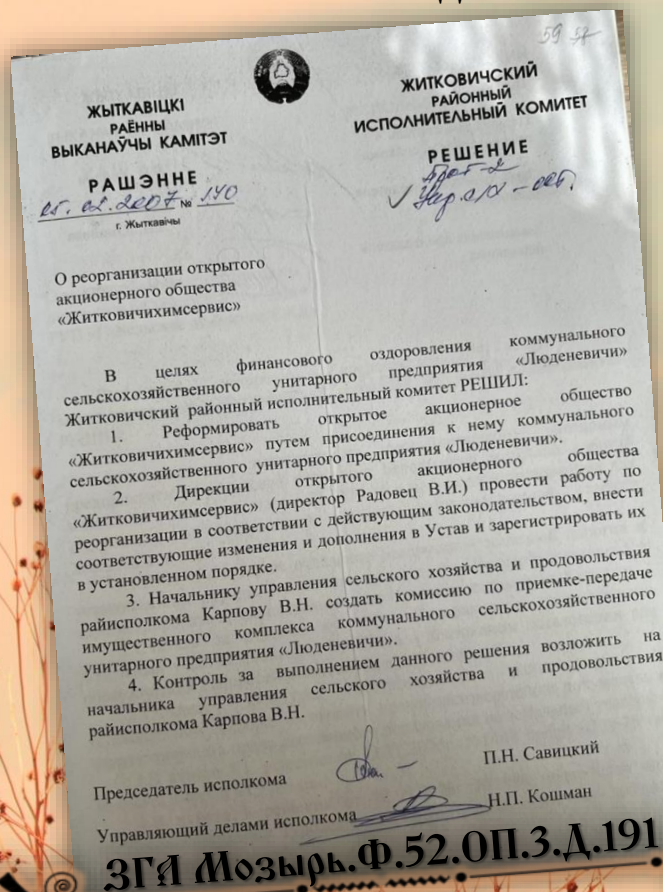 59 58
ЖЫТКАВІЦКІ
РАЁННЫ
ВЫКАНАЎЧЫ КАМІТЭТ
РАШЭННЕ
05.02.2007 № 140
г. Жыткавічы
ЖИТКОВИЧСКИЙ
РАЙОННЫЙ
ИСПОЛНИТЕЛЬНЫЙ КОМИТЕТ
РЕШЕНИЕ
О реорганизации открытого
акционерного общества
«Житковичихимсервис»
В целях финансового оздоровления коммунального
сельскохозяйственного унитарного предприятия «Люденевичи»
Житковичский районный исполнительный комитет РЕШИЛ:
1. Реформировать открытое акционерное общество
«Житковичихимсервис» путем присоединения к нему коммунального
сельскохозяйственного унитарного предприятия «Люденевичи».
2. Дирекции открытого акционерного общества
«Житковичихимсервис» (директор Радовец В.И.) провести работу по
реорганизации в соответствии с действующим законодательством, внести
соответствующие изменения и дополнения в Устав и зарегистрировать их
в установленном порядке.
3. Начальнику управления сельского хозяйства и продовольствия
райисполкома Карпову В.Н. создать комиссию по приемке-передаче
имущественного комплекса коммунального сельскохозяйственного
унитарного предприятия «Люденевичи».
4. Контроль за выполнением данного решения возложить на
начальника управления сельского хозяйства и продовольствия
райисполкома Карпова В.Н.
Председатель исполкома П.Н. Савицкий
Управляющий делами исполкома Н.П. Кошман
ЗГА Мозырь.Ф.52.ОП.3.Д.191